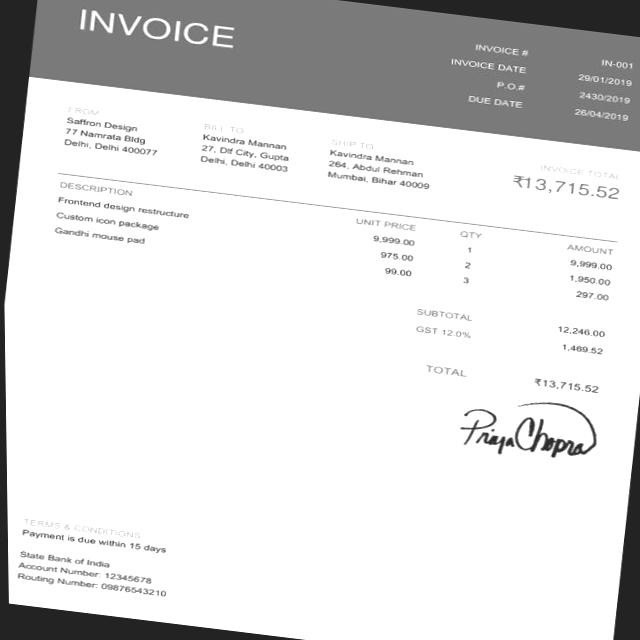 INVOICE
INVOICE # IN-001
INVOICE DATE 29/01/2019
P.O.# 2430/2019
DUE DATE 26/04/2019
FROM
Saffron Design
77 Namrata Bldg
Delhi, Delhi 400077
BILL TO
Kavindra Mannan
27, Dlf City, Gupta
Delhi, Delhi 40003
SHIP TO
Kavindra Mannan
264, Abdul Rehman
Mumbai, Bihar 40009
INVOICE TOTAL
₹13,715.52
DESCRIPTION UNIT PRICE QTY AMOUNT
Frontend design restructure 9,999.00 1 9,999.00
Custom icon package 975.00 2 1,950.00
Gandhi mouse pad 99.00 3 297.00
SUBTOTAL 12,246.00
GST 12.0% 1,469.52
TOTAL ₹13,715.52
Priya Chopra
TERMS & CONDITIONS
Payment is due within 15 days
State Bank of India
Account Number: 12345678
Routing Number: 09876543210